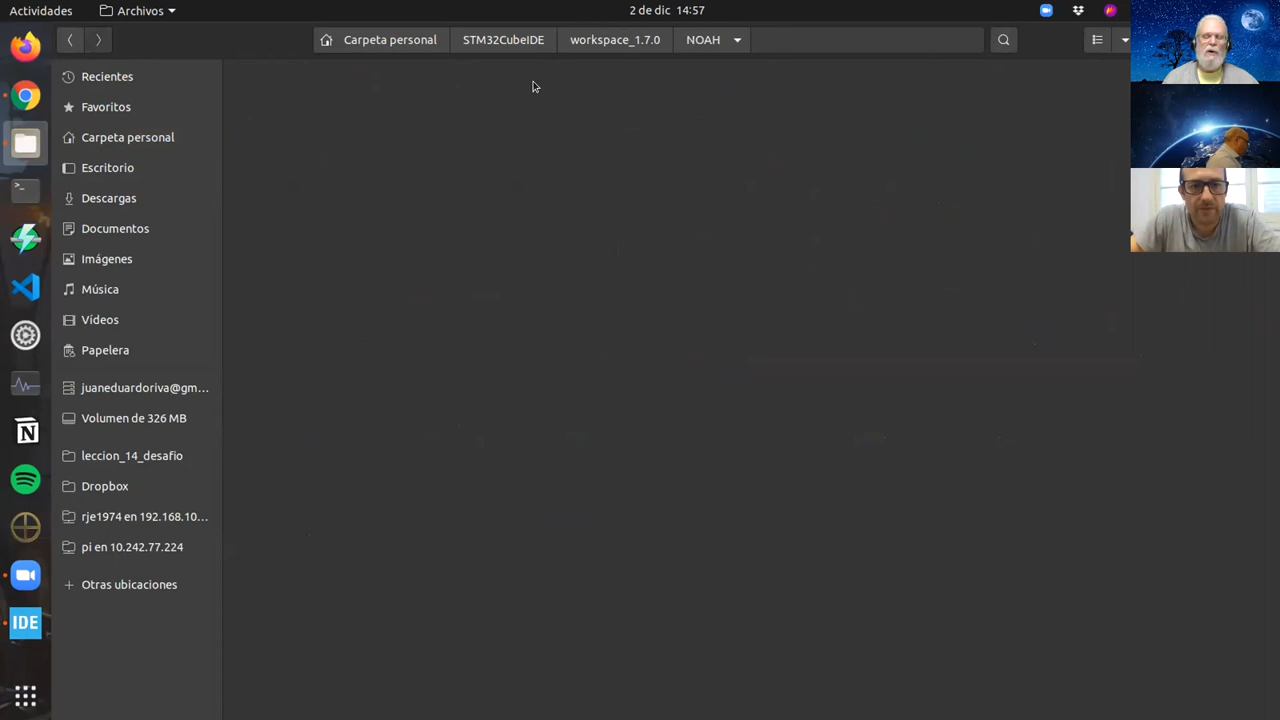 Actividades
Archivos
2 de dic 14:57
Carpeta personal
STM32CubeIDE
workspace_1.7.0
NOAH
Recientes
Favoritos
Carpeta personal
Escritorio
Descargas
Documentos
Imágenes
Música
Vídeos
Papelera
juaneduardoriva@gm...
Volumen de 326 MB
leccion_14_desafio
Dropbox
rje1974 en 192.168.10...
pi en 10.242.77.224
+ Otras ubicaciones
N
IDE